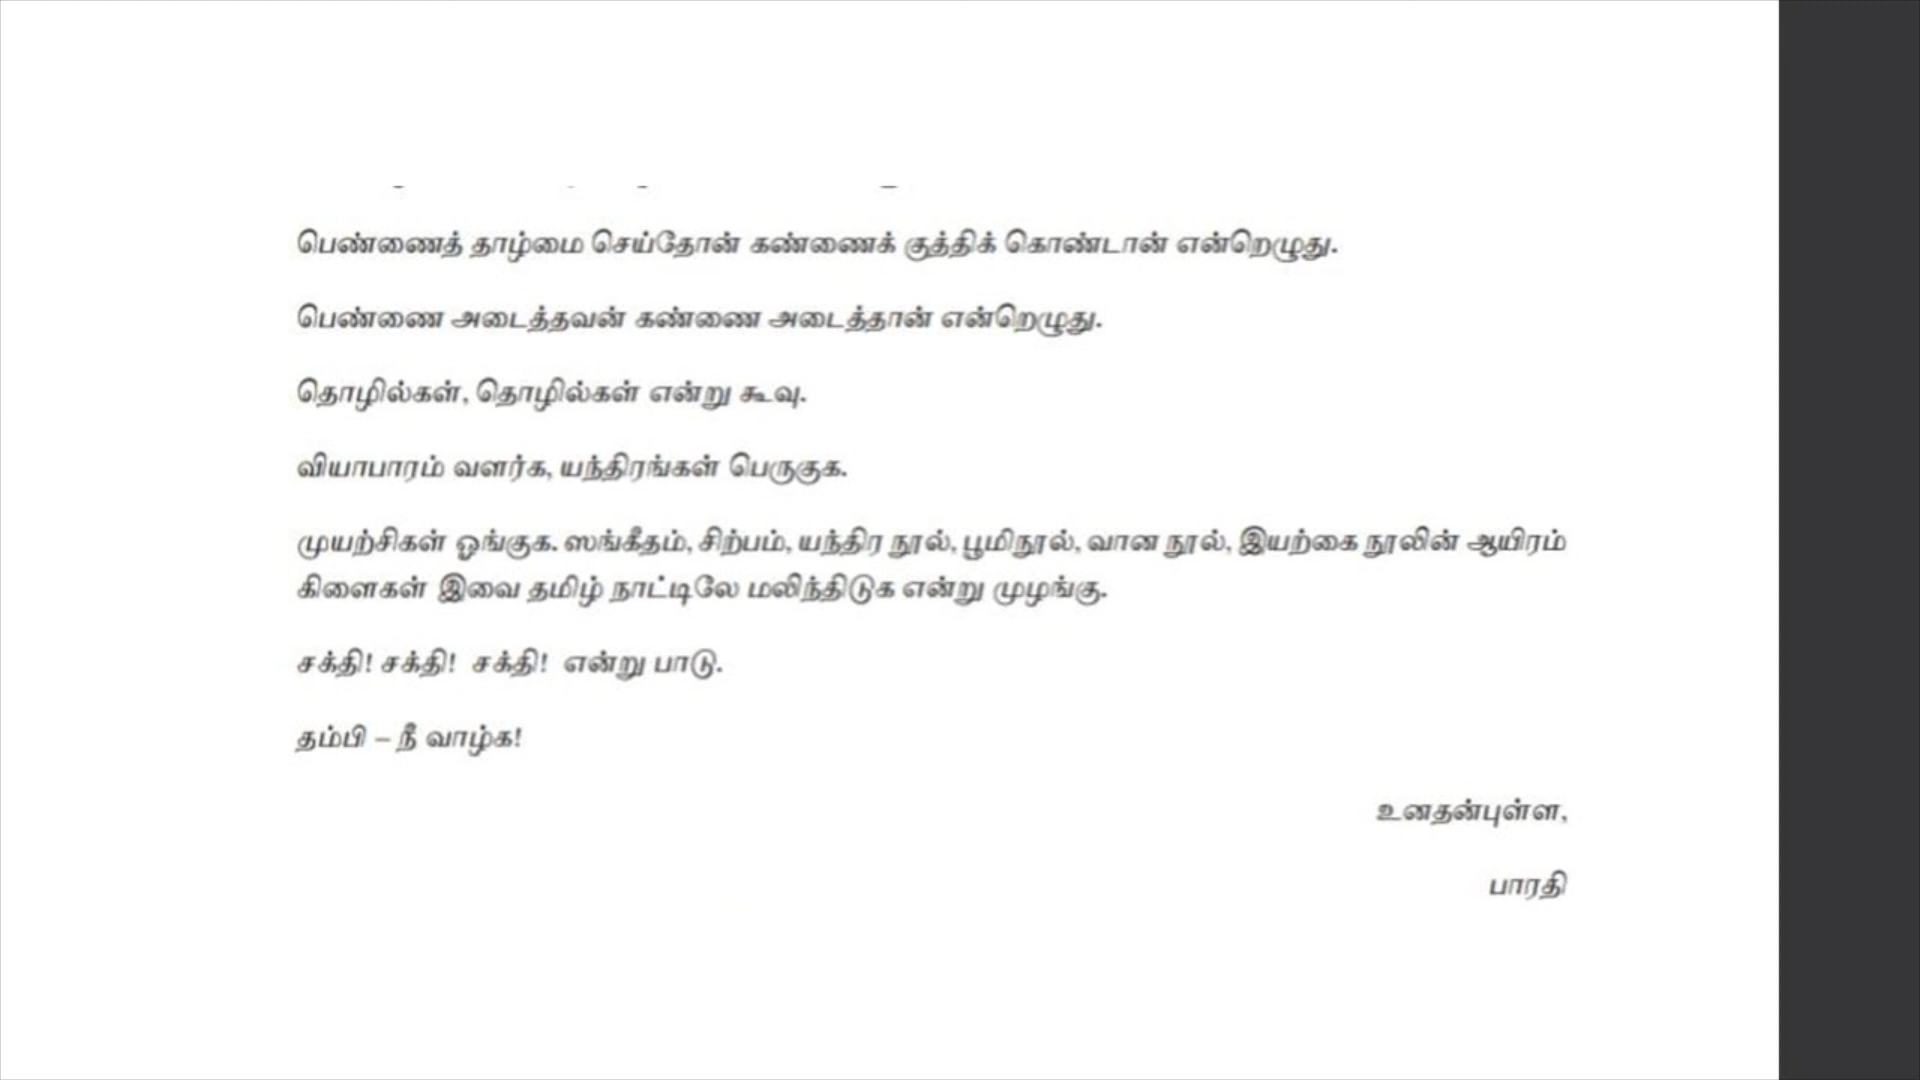 பெண்ணைத் தாழ்மை செய்தோன் கண்ணைக் குத்திக் கொண்டான் என்றெழுது.
பெண்ணை அடைத்தவன் கண்ணை அடைத்தான் என்றெழுது.
தொழில்கள், தொழில்கள் என்று கூவு.
வியாபாரம் வளர்க, யந்திரங்கள் பெருகுக.
முயற்சிகள் ஓங்குக. ஸங்கீதம், சிற்பம், யந்திர நூல், பூமிநூல், வான நூல், இயற்கை நூலின் ஆயிரம்
கிளைகள் இவை தமிழ் நாட்டிலே மலிந்திடுக என்று முழங்கு.
சக்தி! சக்தி! சக்தி! என்று பாடு.
தம்பி – நீ வாழ்க!
உனதன்புள்ள,
பாரதி